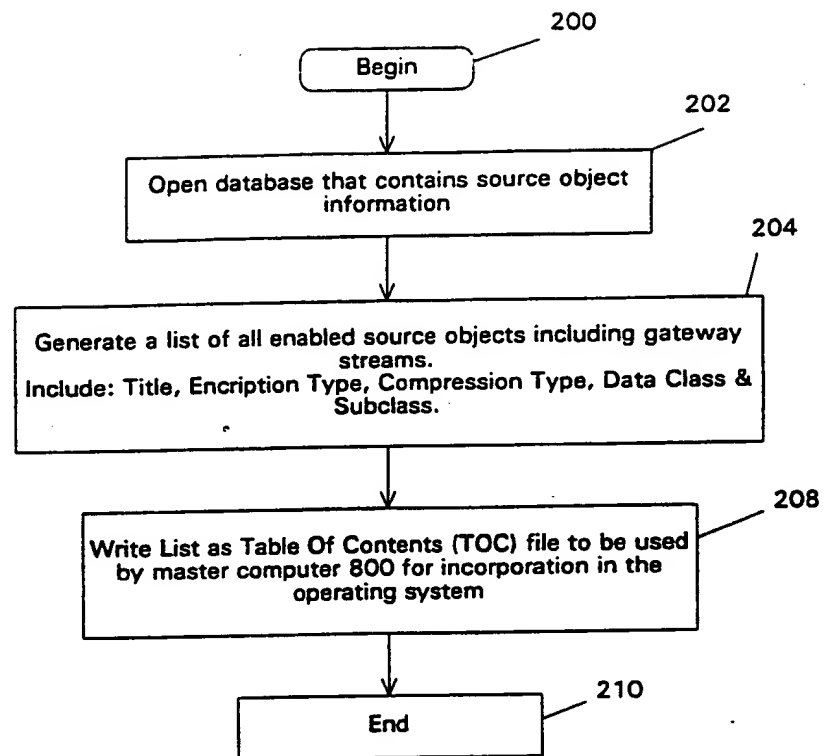 200
Begin
202
Open database that contains source object
information
204
Generate a list of all enabled source objects including gateway
streams.
Include: Title, Encription Type, Compression Type, Data Class &
Subclass.
208
Write List as Table Of Contents (TOC) file to be used
by master computer 800 for incorporation in the
operating system
210
End